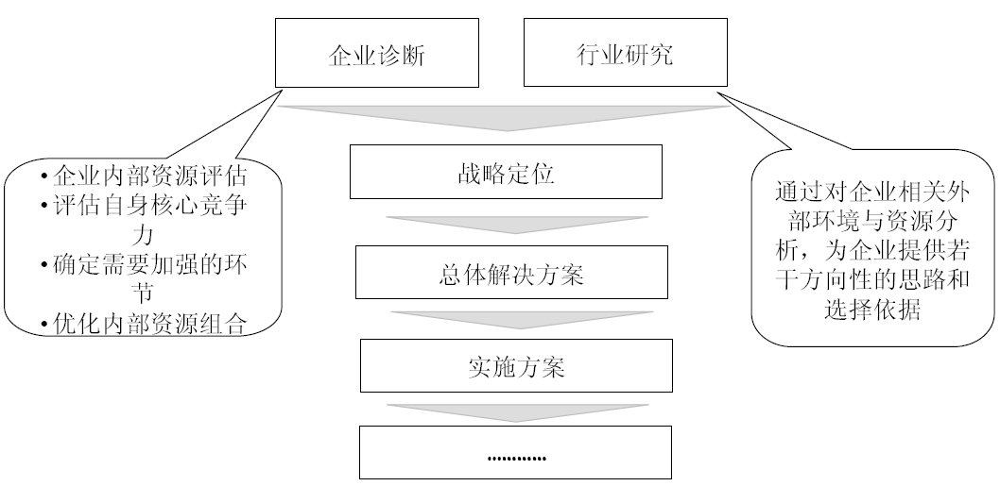 企业诊断
行业研究
•企业内部资源评估
•评估自身核心竞争
力
•确定需要加强的环
节
•优化内部资源组合
战略定位
总体解决方案
实施方案
…………
通过对企业相关外
部环境与资源分
析，为企业提供若
干方向性的思路和
选择依据